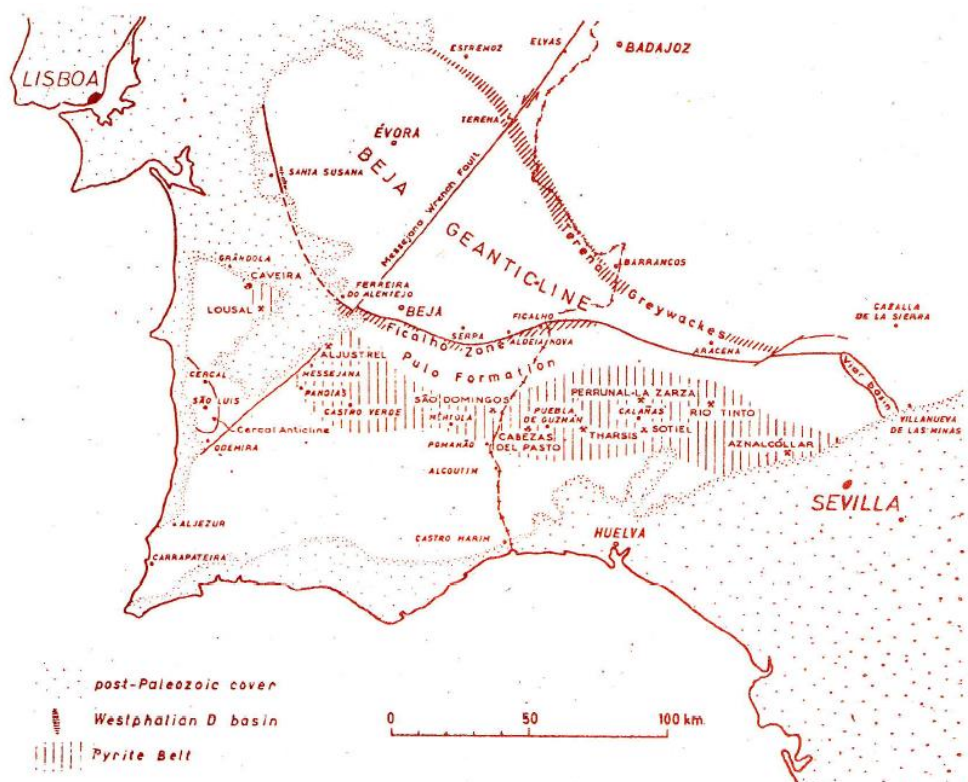 LISBOA
ESTREMOZ
ELVAS
BADAJOZ
TERENA
ÉVORA
BEJA
SANTA SUSANA
Messejana Wrench Fault
GEANTICLINE
Terena Greywackes
BARRANCOS
GRÂNDOLA
CAVEIRA
LOUSAL
FERREIRA
DO ALENTEJO
BEJA
SERPA
FICALHO
ALDEIA NOVA
ARACENA
CAZALLA
DE LA SIERRA
Ficalho Zone
Pulo Formation
Viar basin
ALJUSTREL
MESSEJANA
PANOIAS
CASTRO VERDE
CERCAL
SÃO LUIS
Cercal Anticline
ODEMIRA
SÃO DOMINGOS
MÉRTOLA
POMARÃO
ALCOUTIM
PERRUNAL-LA ZARZA
PUEBLA
DE GUZMÁN
CALAÑAS
RIO TINTO
CABEZAS
DEL PASTO
THARSIS
SOTIEL
AZNALCÓLLAR
VILLANUEVA
DE LAS MINAS
SEVILLA
ALJEZUR
CARRAPATEIRA
CASTRO MARIM
HUELVA
post-Paleozoic cover
Westphalian D basin
Pyrite Belt
0 50 100 km.